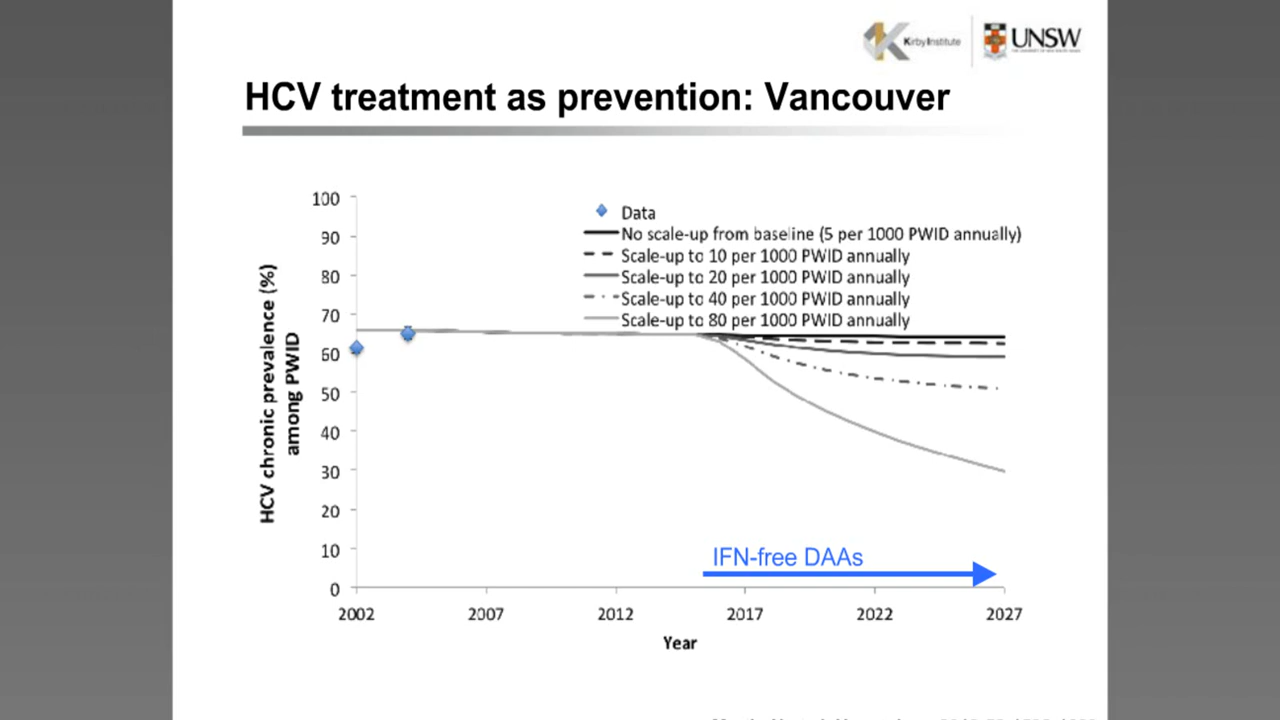 Kirby Institute
UNSW
HCV treatment as prevention: Vancouver
100
90
80
70
60
50
40
30
20
10
0
HCV chronic prevalence (%)
among PWID
Data
No scale-up from baseline (5 per 1000 PWID annually)
Scale-up to 10 per 1000 PWID annually
Scale-up to 20 per 1000 PWID annually
Scale-up to 40 per 1000 PWID annually
Scale-up to 80 per 1000 PWID annually
IFN-free DAAs
2002 2007 2012 2017 2022 2027
Year